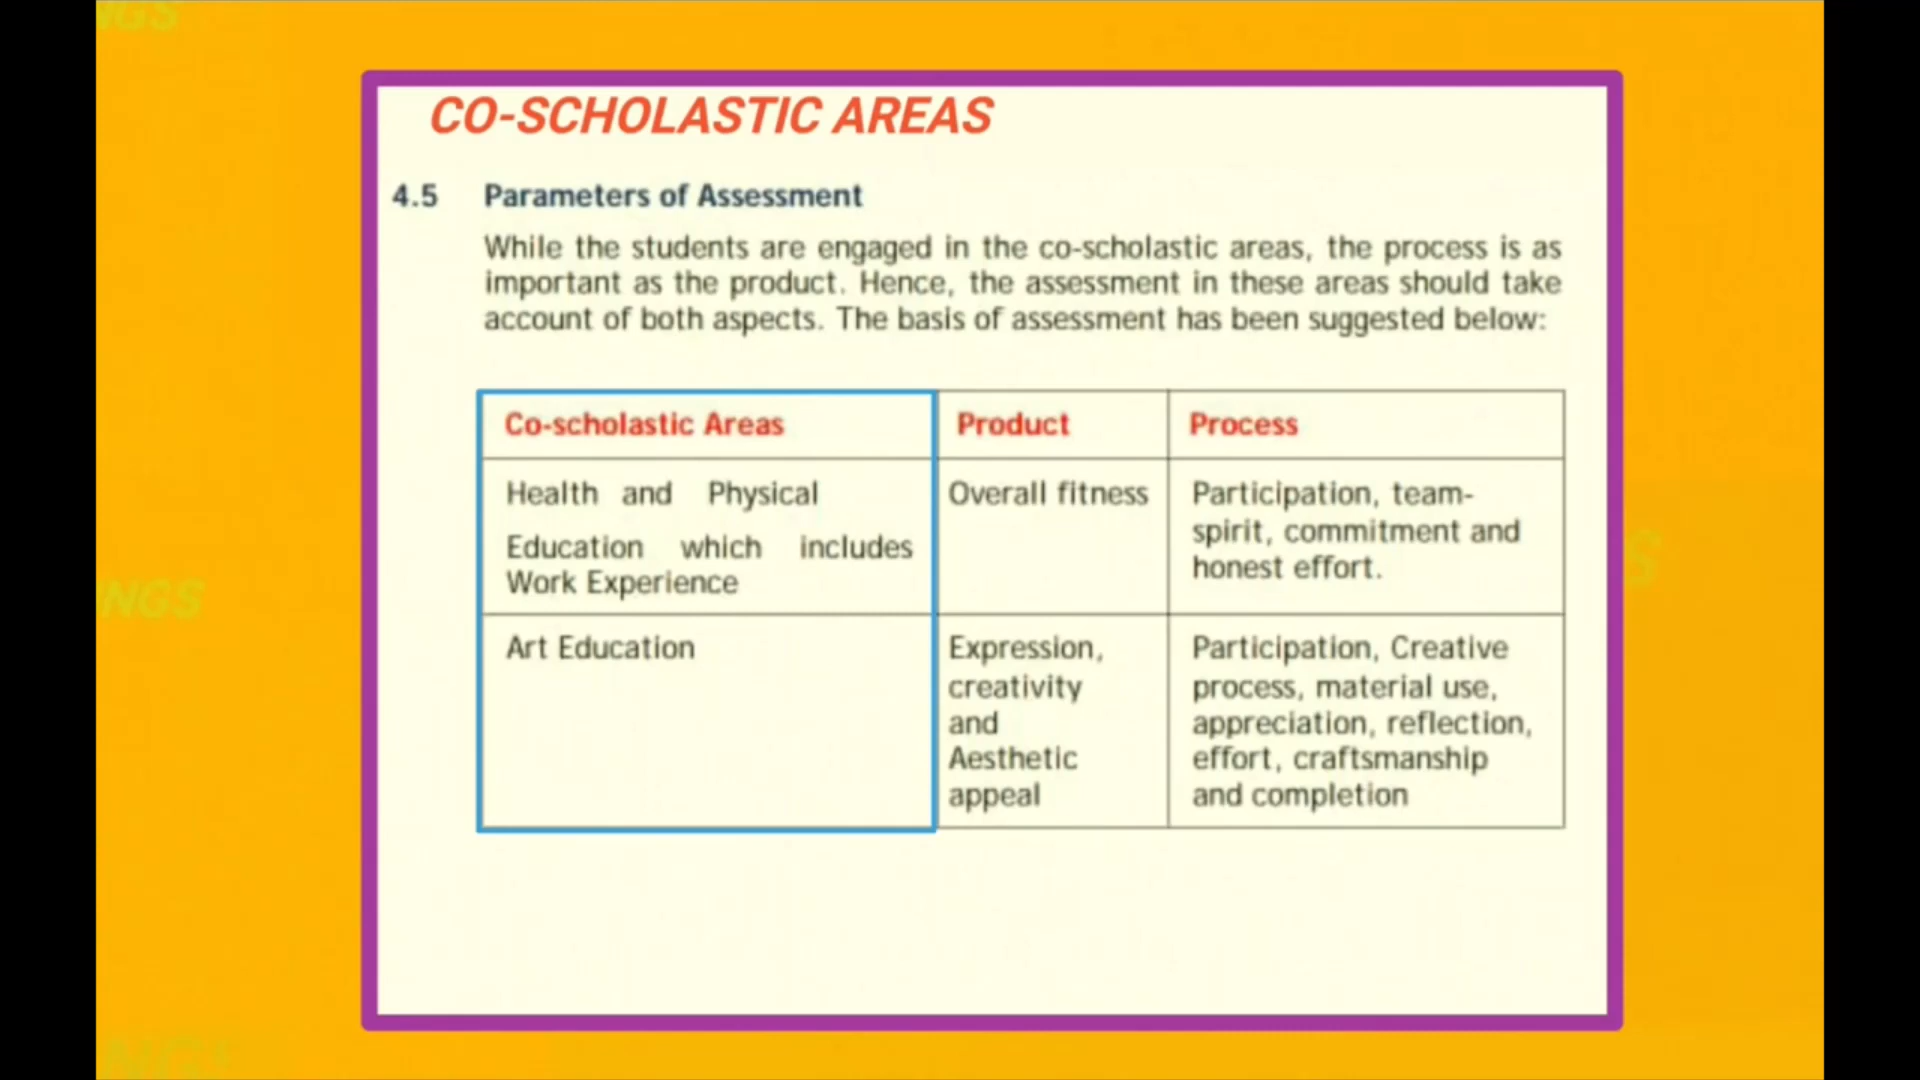 NGS
CO-SCHOLASTIC AREAS
4.5 Parameters of Assessment
While the students are engaged in the co-scholastic areas, the process is as
important as the product. Hence, the assessment in these areas should take
account of both aspects. The basis of assessment has been suggested below:
Co-scholastic Areas Product Process
Health and Physical Overall fitness Participation, team-
spirit, commitment and
Education which includes
honest effort.
Work Experience
Art Education Expression, Participation, Creative
creativity process, material use,
and appreciation, reflection,
Aesthetic effort, craftsmanship
appeal and completion
NGS
S